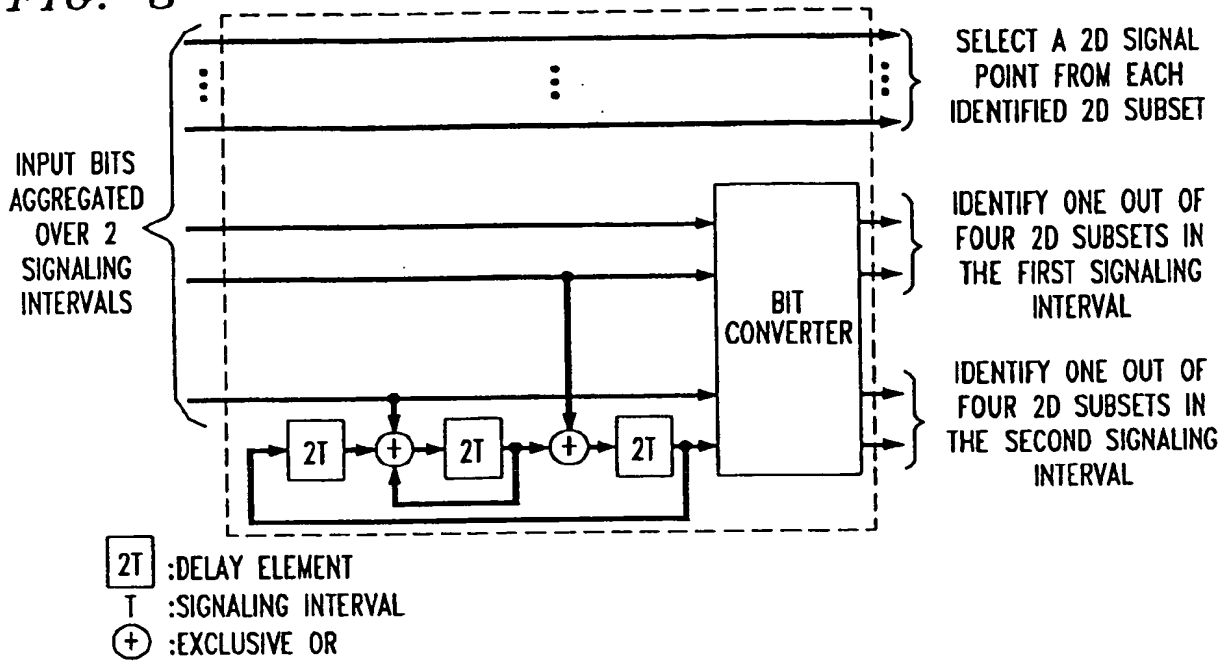 FIG. 8
SELECT A 2D SIGNAL
POINT FROM EACH
IDENTIFIED 2D SUBSET
INPUT BITS
AGGREGATED
OVER 2
SIGNALING
INTERVALS
BIT
CONVERTER
IDENTIFY ONE OUT OF
FOUR 2D SUBSETS IN
THE FIRST SIGNALING
INTERVAL
IDENTIFY ONE OUT OF
FOUR 2D SUBSETS IN
THE SECOND SIGNALING
INTERVAL
2T
+
2T
+
2T
2T :DELAY ELEMENT
T :SIGNALING INTERVAL
+ :EXCLUSIVE OR